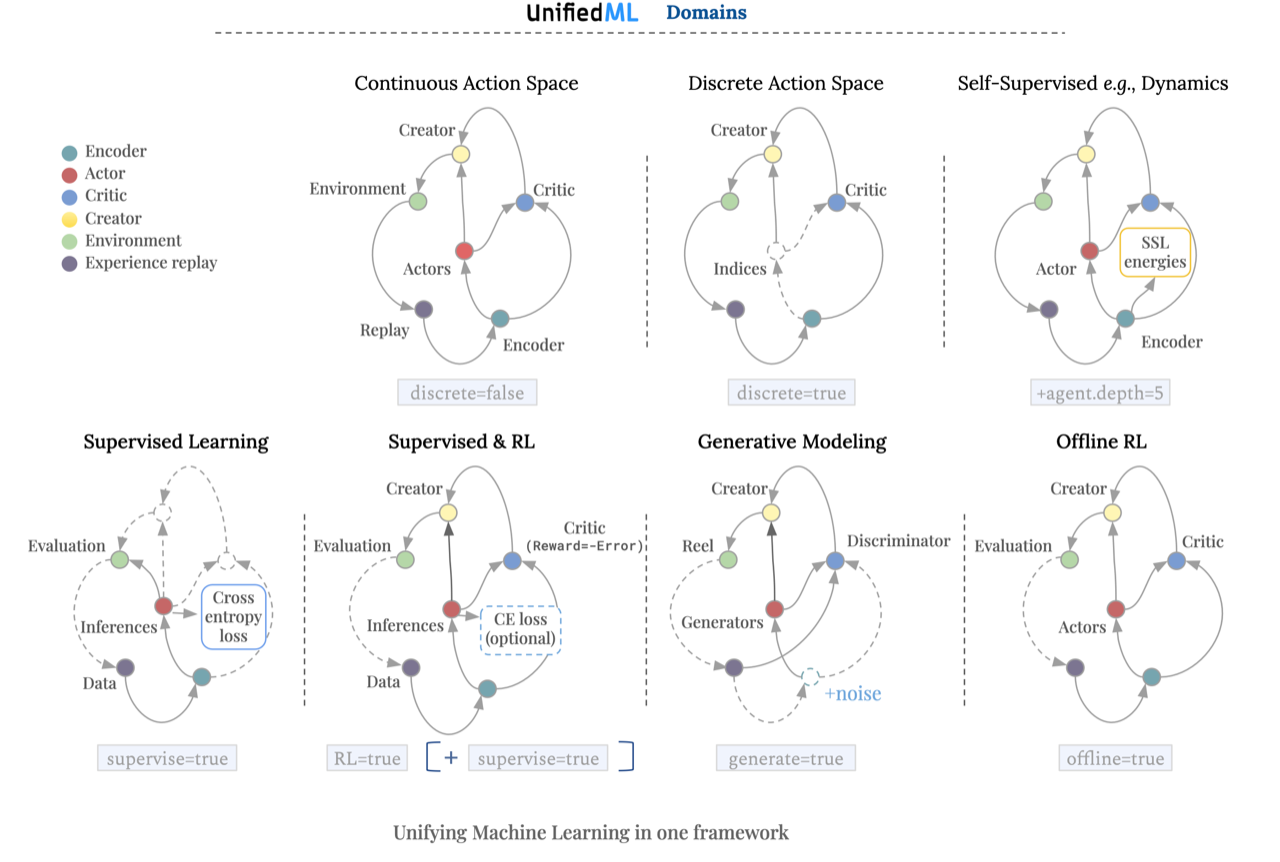 UnifiedML Domains
Continuous Action Space
Discrete Action Space
Self-Supervised e.g., Dynamics
Encoder
Actor
Critic
Creator
Environment
Experience replay
Creator
Environment
Critic
Actors
Replay
Encoder
discrete=false
Creator
Critic
Indices
discrete=true
SSL
energies
Actor
Encoder
+agent.depth=5
Supervised Learning
Supervised & RL
Generative Modeling
Offline RL
Evaluation
Cross
entropy
loss
Inferences
Data
supervise=true
Creator
Critic
(Reward=-Error)
Evaluation
CE loss
(optional)
Inferences
Data
RL=true [ + supervise=true ]
Creator
Reel
Discriminator
Generators
+noise
generate=true
Creator
Evaluation
Critic
Actors
offline=true
Unifying Machine Learning in one framework